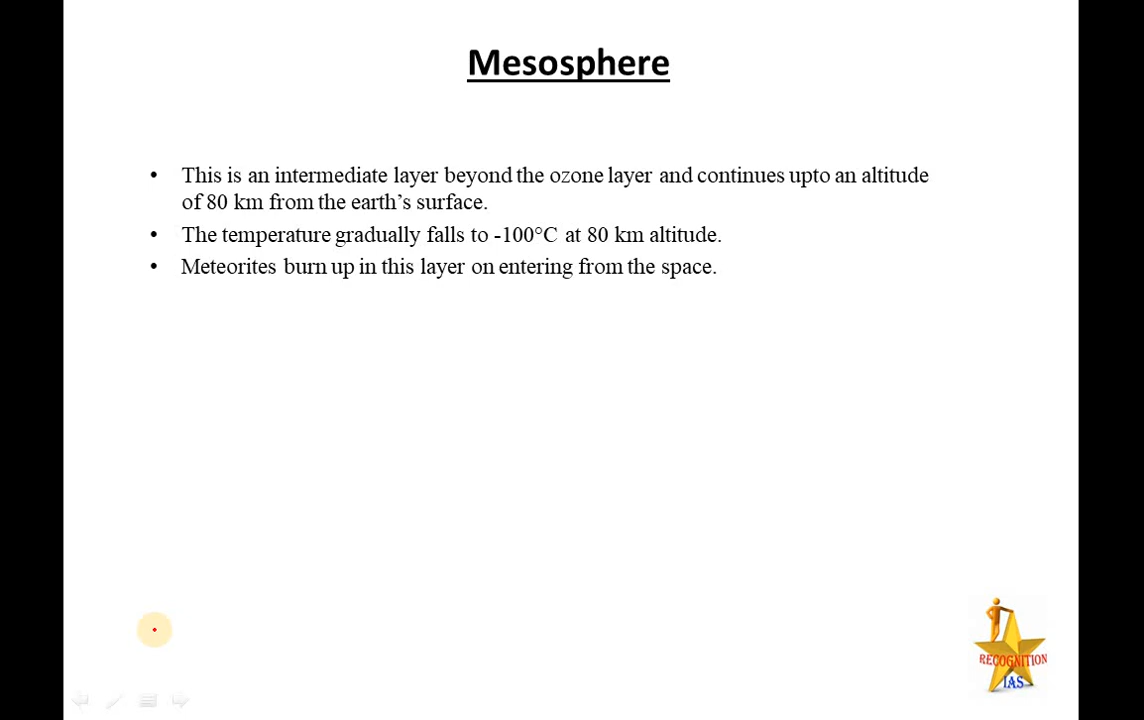 Mesosphere
• This is an intermediate layer beyond the ozone layer and continues upto an altitude
of 80 km from the earth’s surface.
• The temperature gradually falls to -100°C at 80 km altitude.
• Meteorites burn up in this layer on entering from the space.
RECOGNITION
IAS